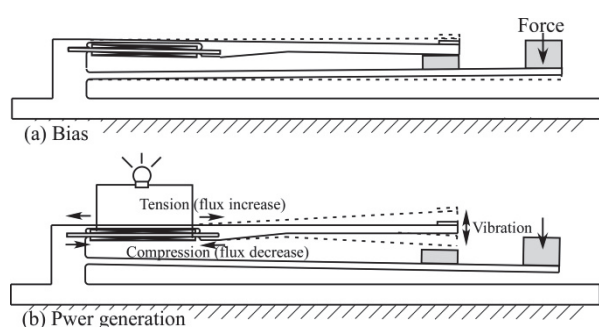 Force
(a) Bias
Tension (flux increase)
Vibration
Compression (flux decrease)
(b) Pwer generation